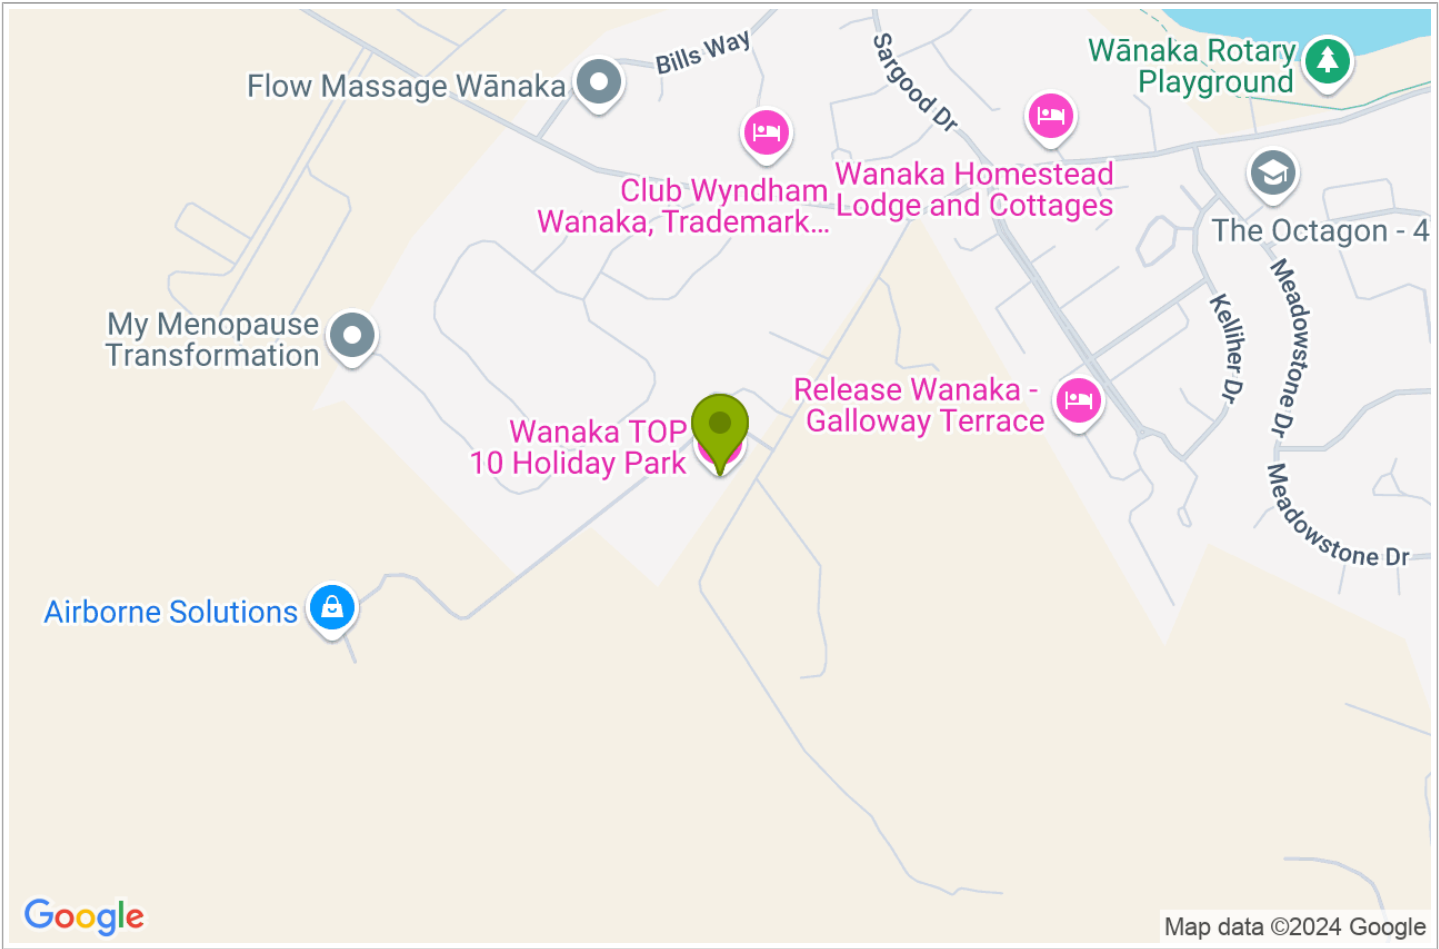 Bills Way
Sargood Dr
Wānaka Rotary
Playground
Flow Massage Wānaka
Club Wyndham
Wanaka, Trademark...
Wanaka Homestead
Lodge and Cottages
The Octagon - 4
My Menopause
Transformation
Kelliher Dr
Meadowstone Dr
Release Wanaka -
Galloway Terrace
Wanaka TOP
10 Holiday Park
Meadowstone Dr
Airborne Solutions
Google
Map data ©2024 Google